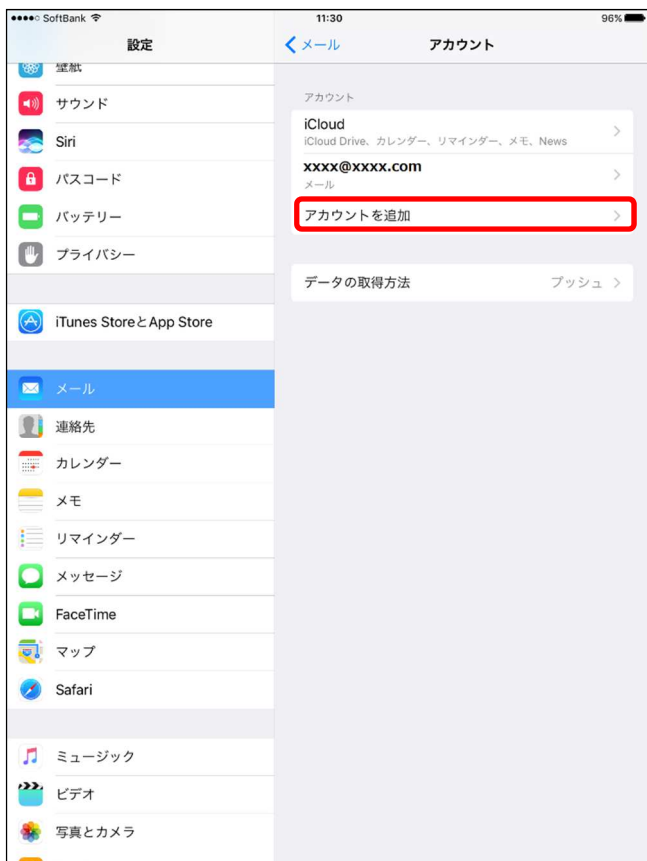 SoftBank
11:30
96%
設定
メール
アカウント
壁紙
サウンド
Siri
パスコード
バッテリー
プライバシー
iTunes StoreとApp Store
メール
連絡先
カレンダー
メモ
リマインダー
メッセージ
FaceTime
マップ
Safari
ミュージック
ビデオ
写真とカメラ
アカウント
iCloud
iCloud Drive、カレンダー、リマインダー、メモ、News
xxxx@xxxx.com
メール
アカウントを追加
データの取得方法
プッシュ